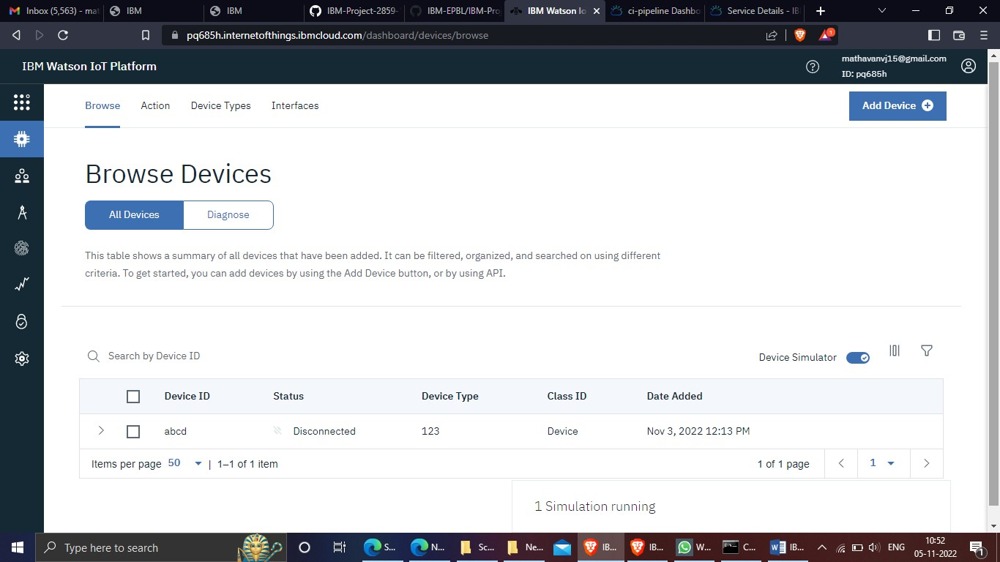 Inbox (5,563) - mat
IBM
IBM
IBM-Project-2859-
IBM-EPBL/IBM-Proj
IBM Watson Io
ci-pipeline Dashbo
Service Details - IB
pq685h.internetofthings.ibmcloud.com/dashboard/devices/browse
1
IBM Watson IoT Platform
mathavanvj15@gmail.com
ID: pq685h
Browse
Action
Device Types
Interfaces
Add Device
Browse Devices
All Devices
Diagnose
This table shows a summary of all devices that have been added. It can be filtered, organized, and searched on using different
criteria. To get started, you can add devices by using the Add Device button, or by using API.
Search by Device ID
Device Simulator
Device ID Status Device Type Class ID Date Added
abcd Disconnected 123 Device Nov 3, 2022 12:13 PM
Items per page 50 | 1–1 of 1 item
1 of 1 page
1
1 Simulation running
Type here to search
S...
N...
Sc...
Ne...
IB...
IB...
W...
C...
IB...
ENG
10:52
05-11-2022
1